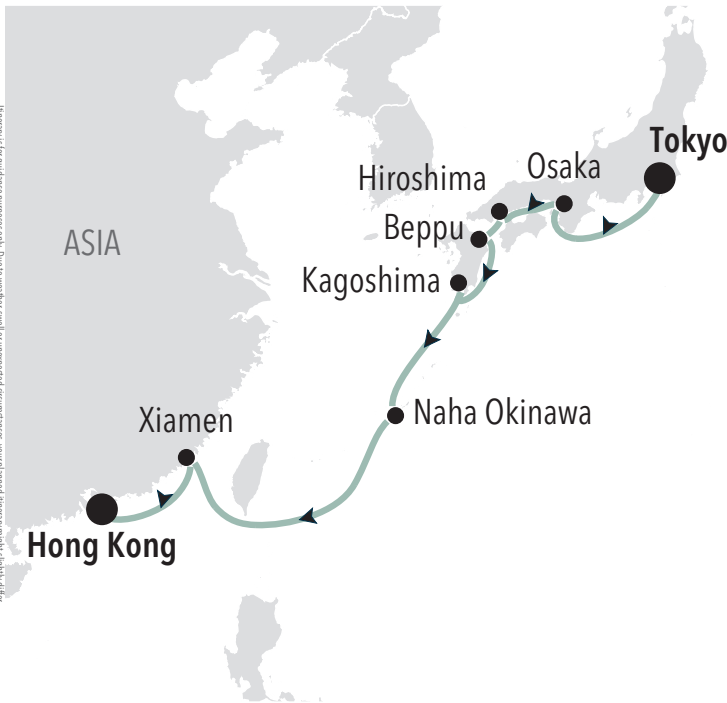 Tokyo
Osaka
Hiroshima
Beppu
ASIA
Kagoshima
Xiamen
Naha Okinawa
Hong Kong